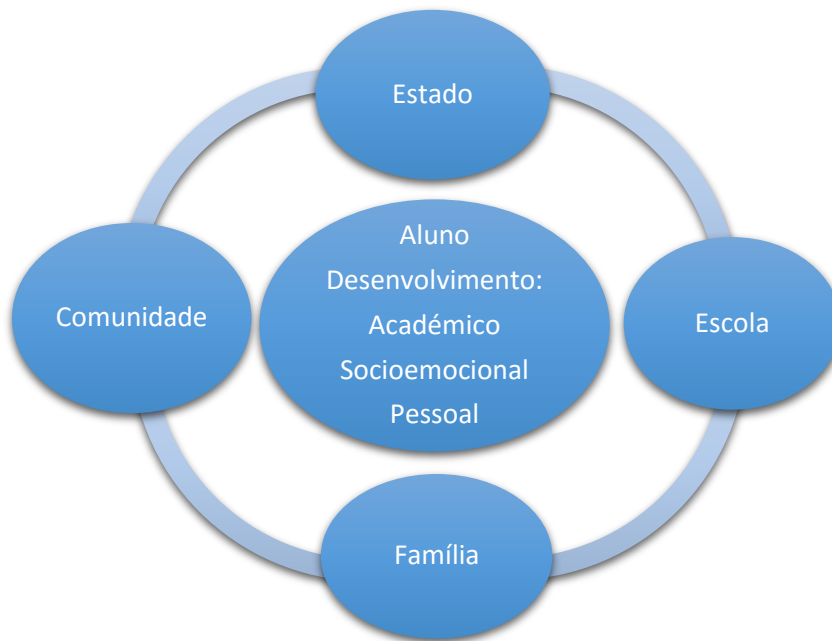 Estado
Comunidade
Aluno
Desenvolvimento:
Académico
Socioemocional
Pessoal
Escola
Família